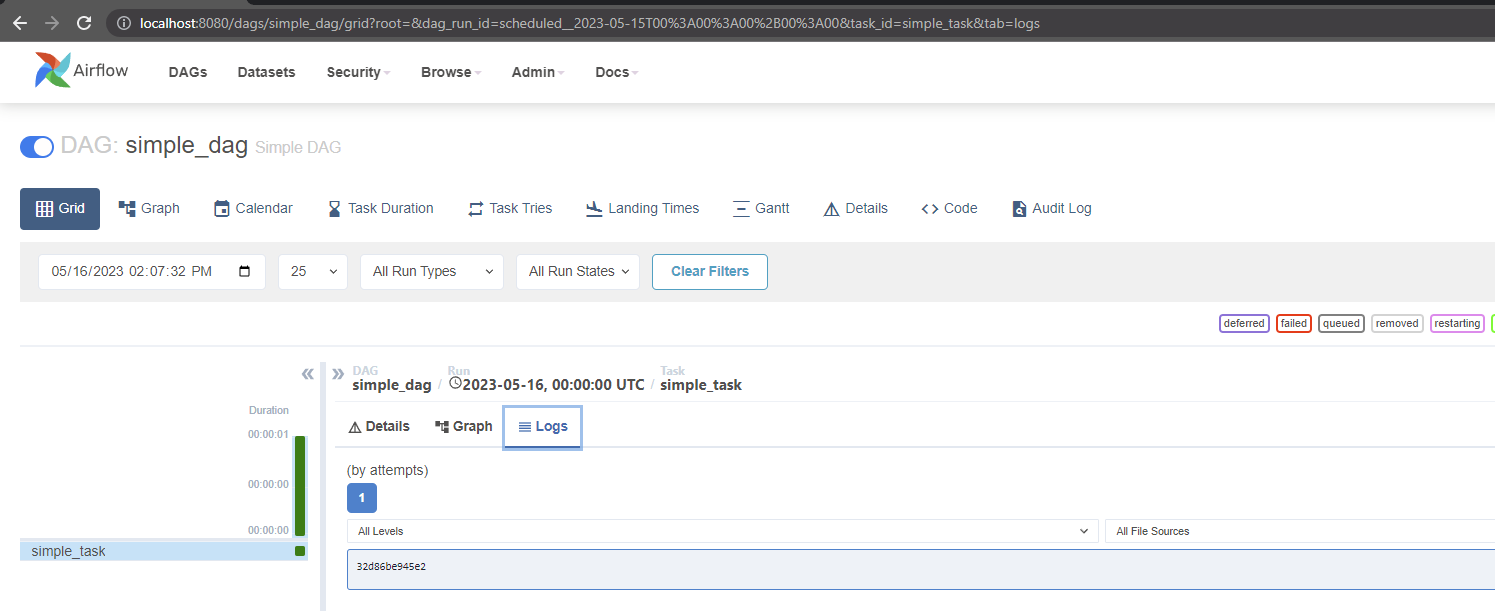 localhost:8080/dags/simple_dag/grid?root=&dag_run_id=scheduled__2023-05-15T00%3A00%3A00%2B00%3A00&task_id=simple_task&tab=logs
Airflow DAGs Datasets Security Browse Admin Docs
DAG: simple_dag Simple DAG
Grid Graph Calendar Task Duration Task Tries Landing Times Gantt Details Code Audit Log
05/16/2023 02:07:32 PM 25 All Run Types All Run States Clear Filters
deferred failed queued removed restarting
DAG Run Task
simple_dag / 2023-05-16, 00:00:00 UTC / simple_task
Duration
00:00:01
00:00:00
00:00:00
simple_task
Details Graph Logs
(by attempts)
1
All Levels All File Sources
32d86be945e2